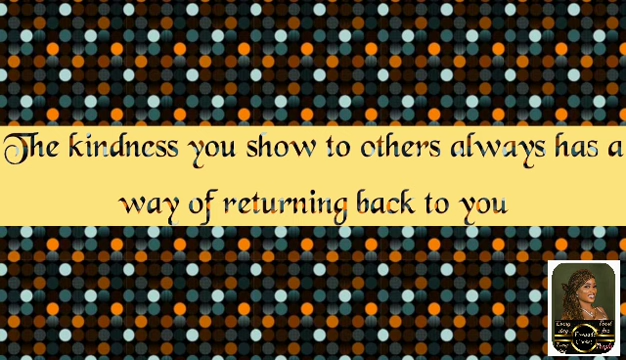 The kindness you show to others always has a
way of returning back to you